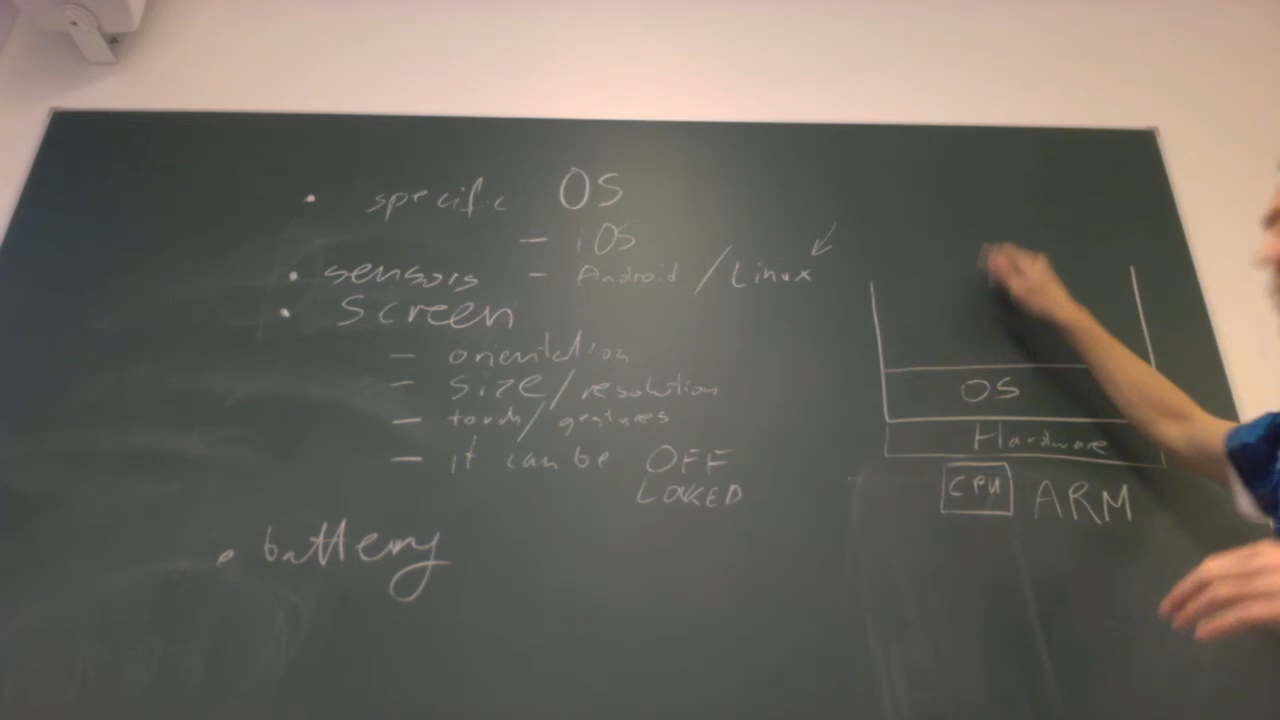 • specific OS
– iOS
• sensors – Android / Linux
• Screen
– orientation
– size / resolution
– touch / gestures
– it can be OFF
LOCKED
• battery
OS
Hardware
CPU ARM